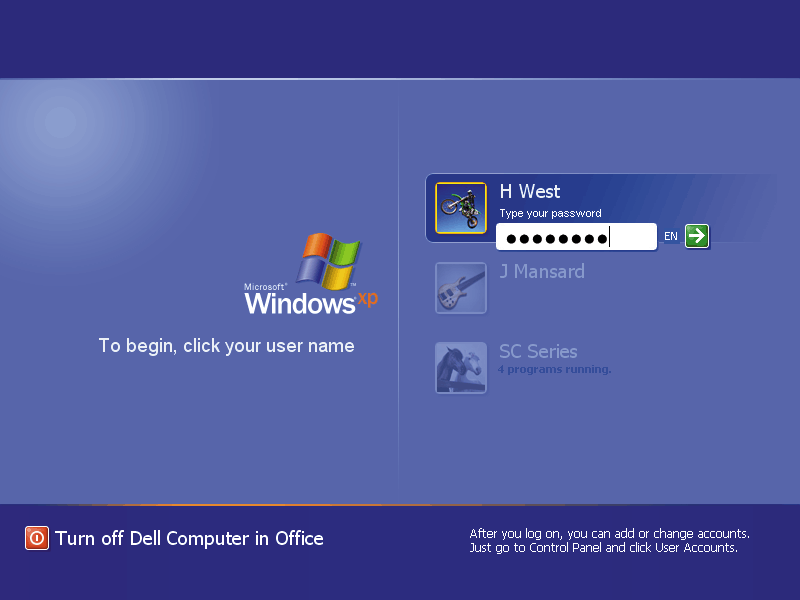 Microsoft®
Windows xp™
To begin, click your user name
H West
Type your password
EN
J Mansard
SC Series
4 programs running.
Turn off Dell Computer in Office
After you log on, you can add or change accounts.
Just go to Control Panel and click User Accounts.